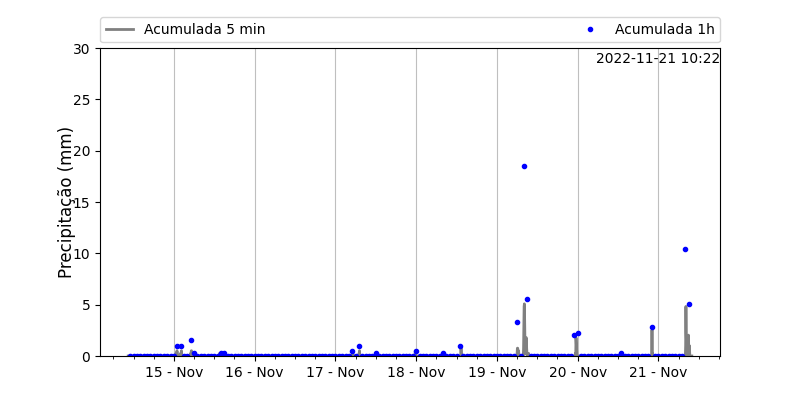 Acumulada 5 min
Acumulada 1h
2022-11-21 10:22
Precipitação (mm)
30
25
20
15
10
5
0
15 - Nov
16 - Nov
17 - Nov
18 - Nov
19 - Nov
20 - Nov
21 - Nov